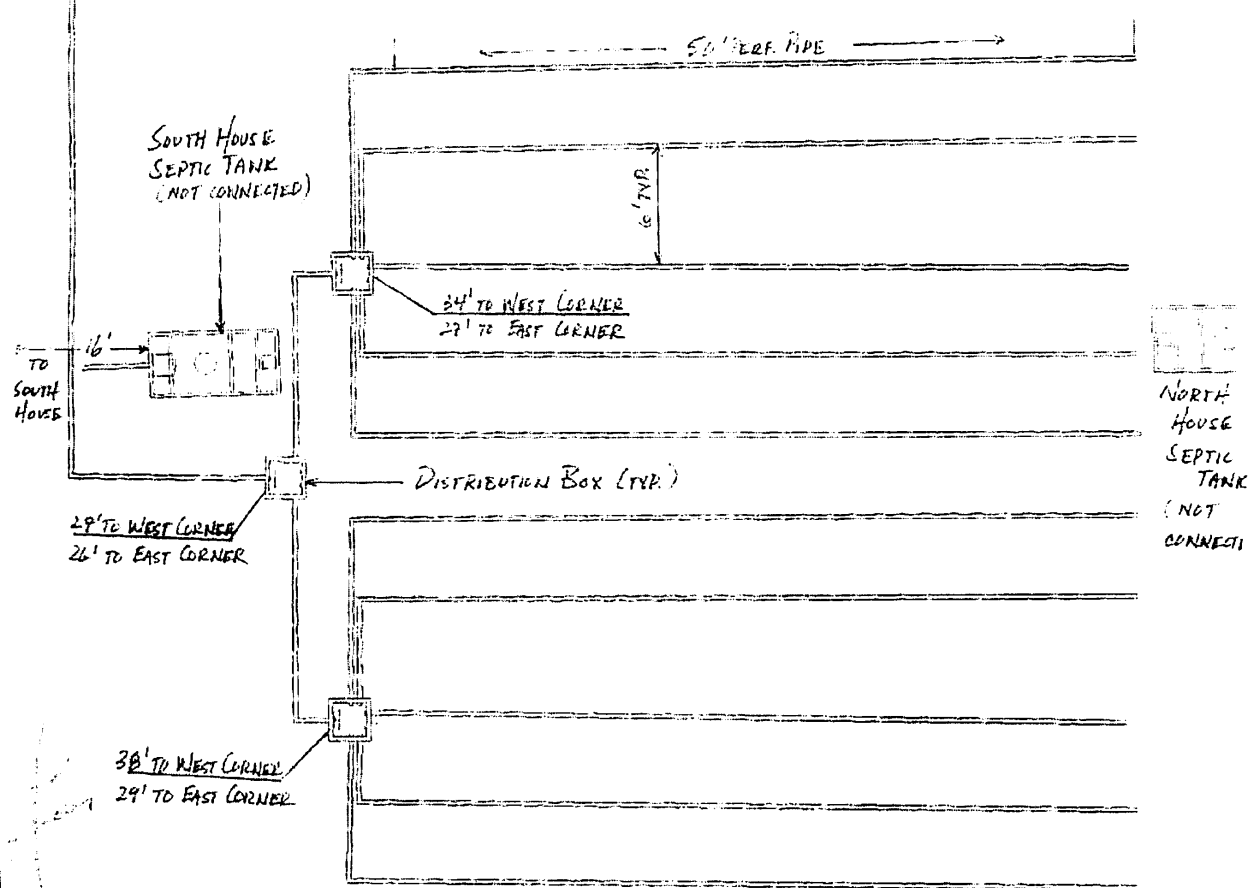 50' PERF. PIPE
SOUTH HOUSE
SEPTIC TANK
(NOT CONNECTED)
6' TYP.
34' TO WEST CORNER
27' TO EAST CORNER
16'
TO
SOUTH
HOUSE
NORTH
HOUSE
SEPTIC
TANK
(NOT
CONNECTE
DISTRIBUTION BOX (TYP.)
29' TO WEST CORNER
26' TO EAST CORNER
38' TO WEST CORNER
29' TO EAST CORNER